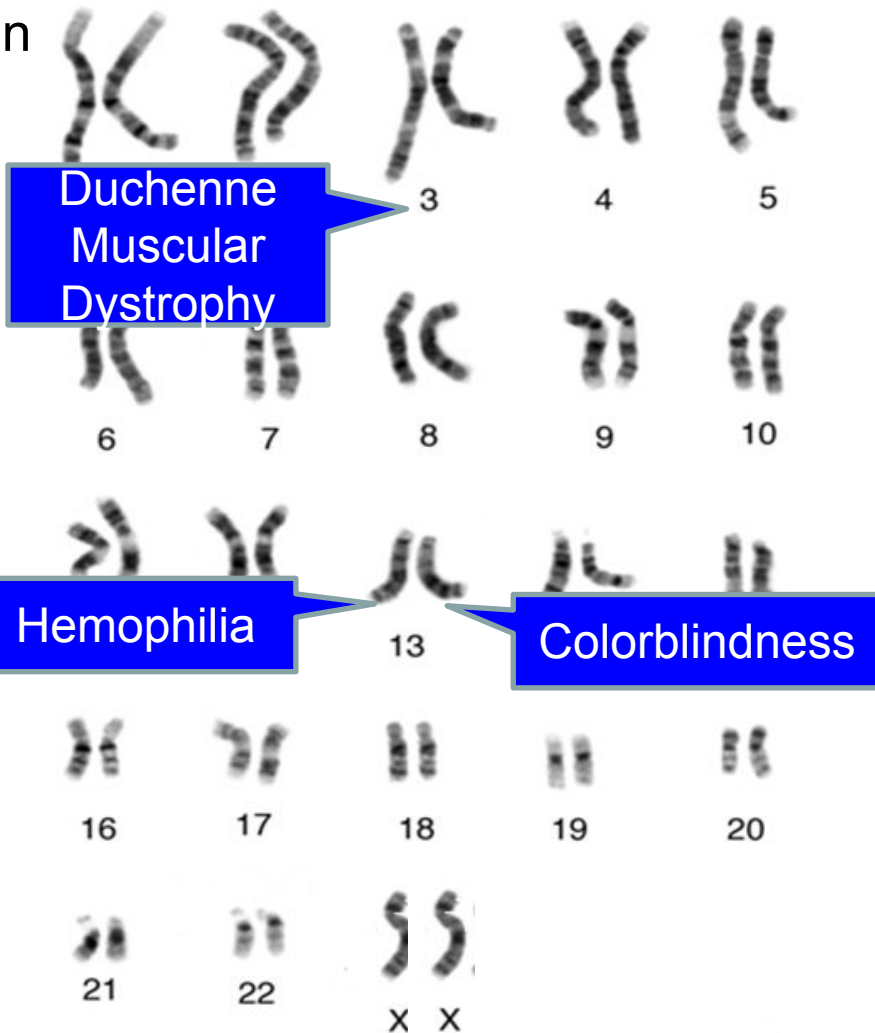 n
Duchenne
Muscular
Dystrophy
3 4 5
6 7 8 9 10
Hemophilia
13
Colorblindness
16 17 18 19 20
21 22
X X